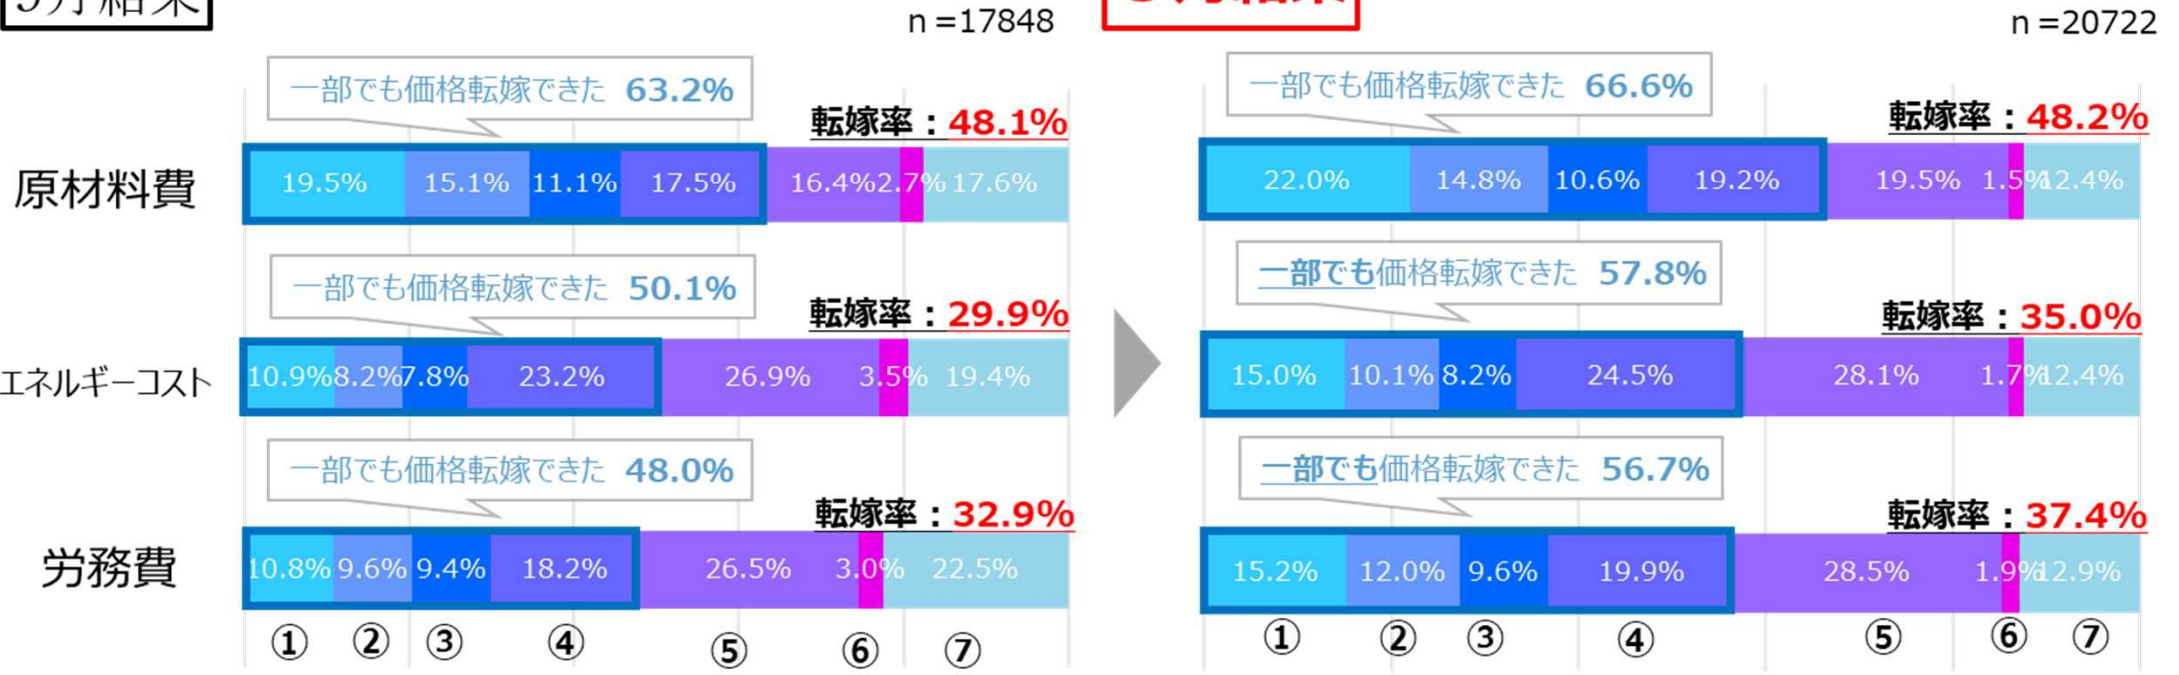 n=17848
一部でも価格転嫁できた 63.2%
転嫁率：48.1%
原材料費
19.5% 15.1% 11.1% 17.5% 16.4% 2.7% 17.6%
一部でも価格転嫁できた 50.1%
転嫁率：29.9%
エネルギーコスト
10.9% 8.2% 7.8% 23.2% 26.9% 3.5% 19.4%
一部でも価格転嫁できた 48.0%
転嫁率：32.9%
労務費
10.8% 9.6% 9.4% 18.2% 26.5% 3.0% 22.5%
① ② ③ ④ ⑤ ⑥ ⑦
n=20722
一部でも価格転嫁できた 66.6%
転嫁率：48.2%
22.0% 14.8% 10.6% 19.2% 19.5% 1.5% 12.4%
一部でも価格転嫁できた 57.8%
転嫁率：35.0%
15.0% 10.1% 8.2% 24.5% 28.1% 1.7% 12.4%
一部でも価格転嫁できた 56.7%
転嫁率：37.4%
15.2% 12.0% 9.6% 19.9% 28.5% 1.9% 12.9%
① ② ③ ④ ⑤ ⑥ ⑦